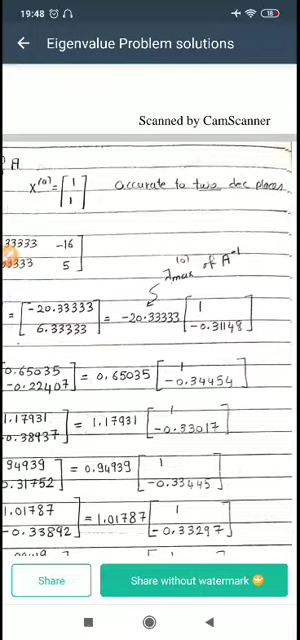 19:48
18
Eigenvalue Problem solutions
Scanned by CamScanner
A
x(0) = [1 1] accurate to two dec places
33333 -16
33333 5
λmax(0) of A-1
= [-20.33333 6.33333] = -20.33333 [1 -0.31148]
0.65035 -0.22407] = 0.65035 [1 -0.34454]
1.17931 -0.38937] = 1.17931 [1 -0.33017]
94939 0.31752] = 0.94939 [1 -0.33445]
1.01787 -0.33892] = 1.01787 [1 -0.33297]
Share
Share without watermark